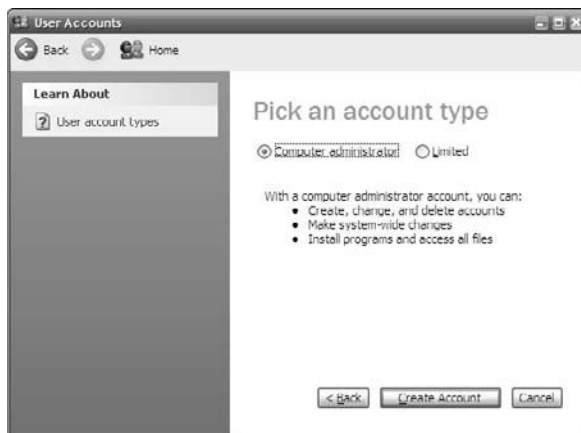 User Accounts
Back Home
Learn About
User account types
Pick an account type
Computer administrator Limited
With a computer administrator account, you can:
• Create, change, and delete accounts
• Make system-wide changes
• Install programs and access all files
< Back Create Account Cancel